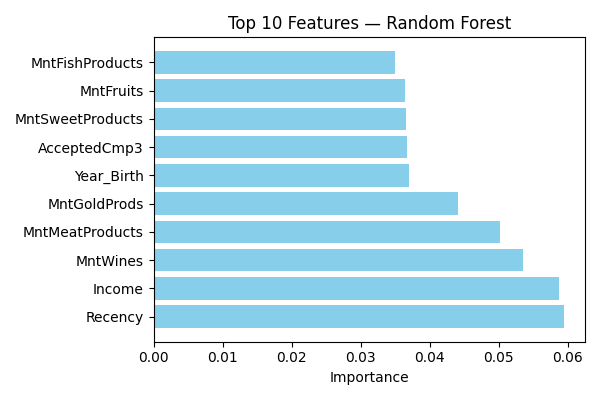 Top 10 Features — Random Forest
MntFishProducts
MntFruits
MntSweetProducts
AcceptedCmp3
Year_Birth
MntGoldProds
MntMeatProducts
MntWines
Income
Recency
0.00 0.01 0.02 0.03 0.04 0.05 0.06
Importance